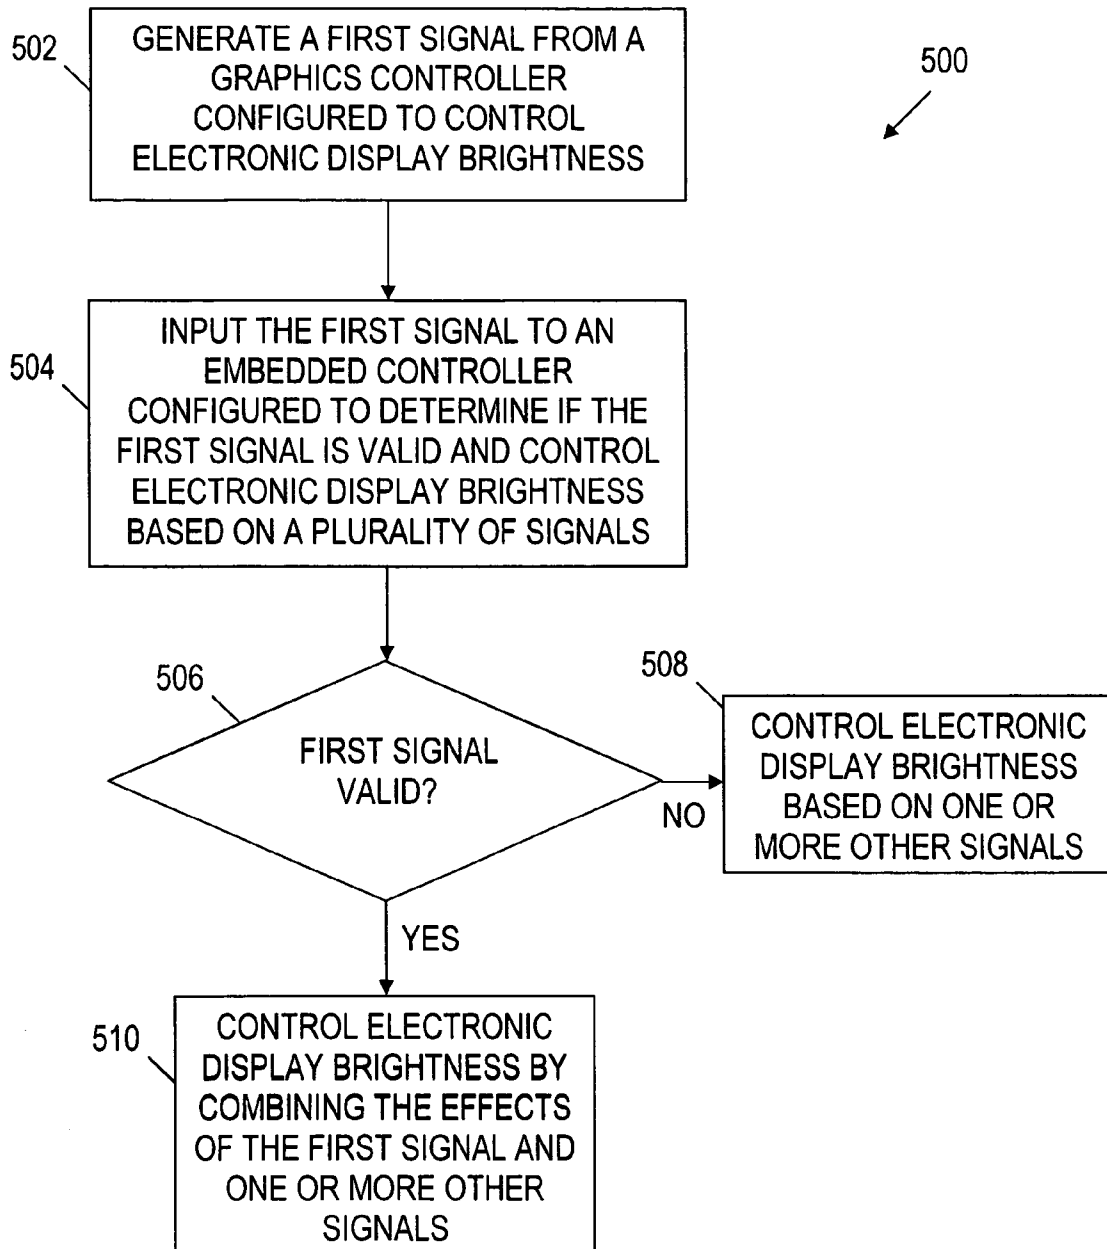 502
GENERATE A FIRST SIGNAL FROM A
GRAPHICS CONTROLLER
CONFIGURED TO CONTROL
ELECTRONIC DISPLAY BRIGHTNESS
500
504
INPUT THE FIRST SIGNAL TO AN
EMBEDDED CONTROLLER
CONFIGURED TO DETERMINE IF THE
FIRST SIGNAL IS VALID AND CONTROL
ELECTRONIC DISPLAY BRIGHTNESS
BASED ON A PLURALITY OF SIGNALS
506
FIRST SIGNAL
VALID?
NO
508
CONTROL ELECTRONIC
DISPLAY BRIGHTNESS
BASED ON ONE OR
MORE OTHER SIGNALS
YES
510
CONTROL ELECTRONIC
DISPLAY BRIGHTNESS BY
COMBINING THE EFFECTS
OF THE FIRST SIGNAL AND
ONE OR MORE OTHER
SIGNALS